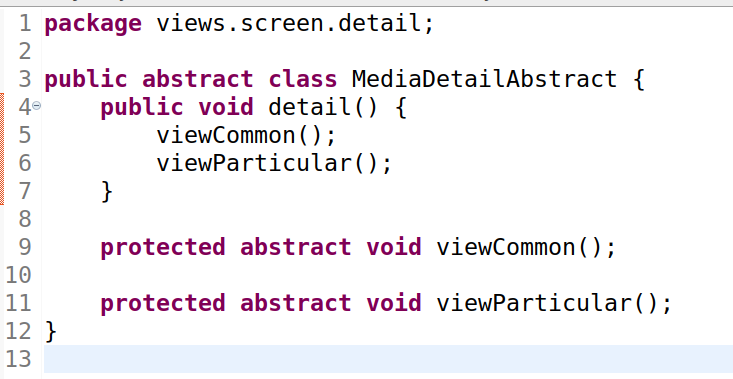 1 package views.screen.detail;
2
3 public abstract class MediaDetailAbstract {
4     public void detail() {
5         viewCommon();
6         viewParticular();
7     }
8
9     protected abstract void viewCommon();
10
11     protected abstract void viewParticular();
12 }
13